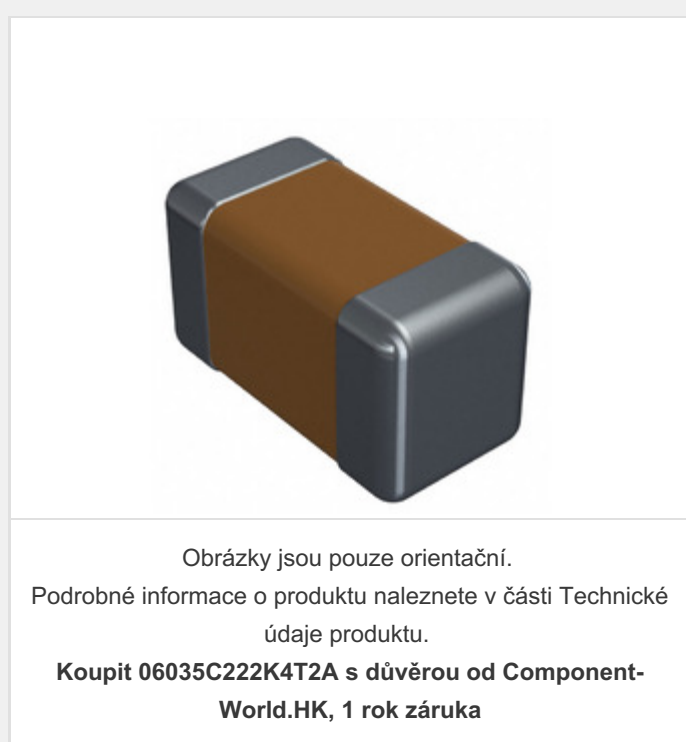 Obrázky jsou pouze orientační.
Podrobné informace o produktu naleznete v části Technické
údaje produktu.
Koupit 06035C222K4T2A s důvěrou od Component-
World.HK, 1 rok záruka